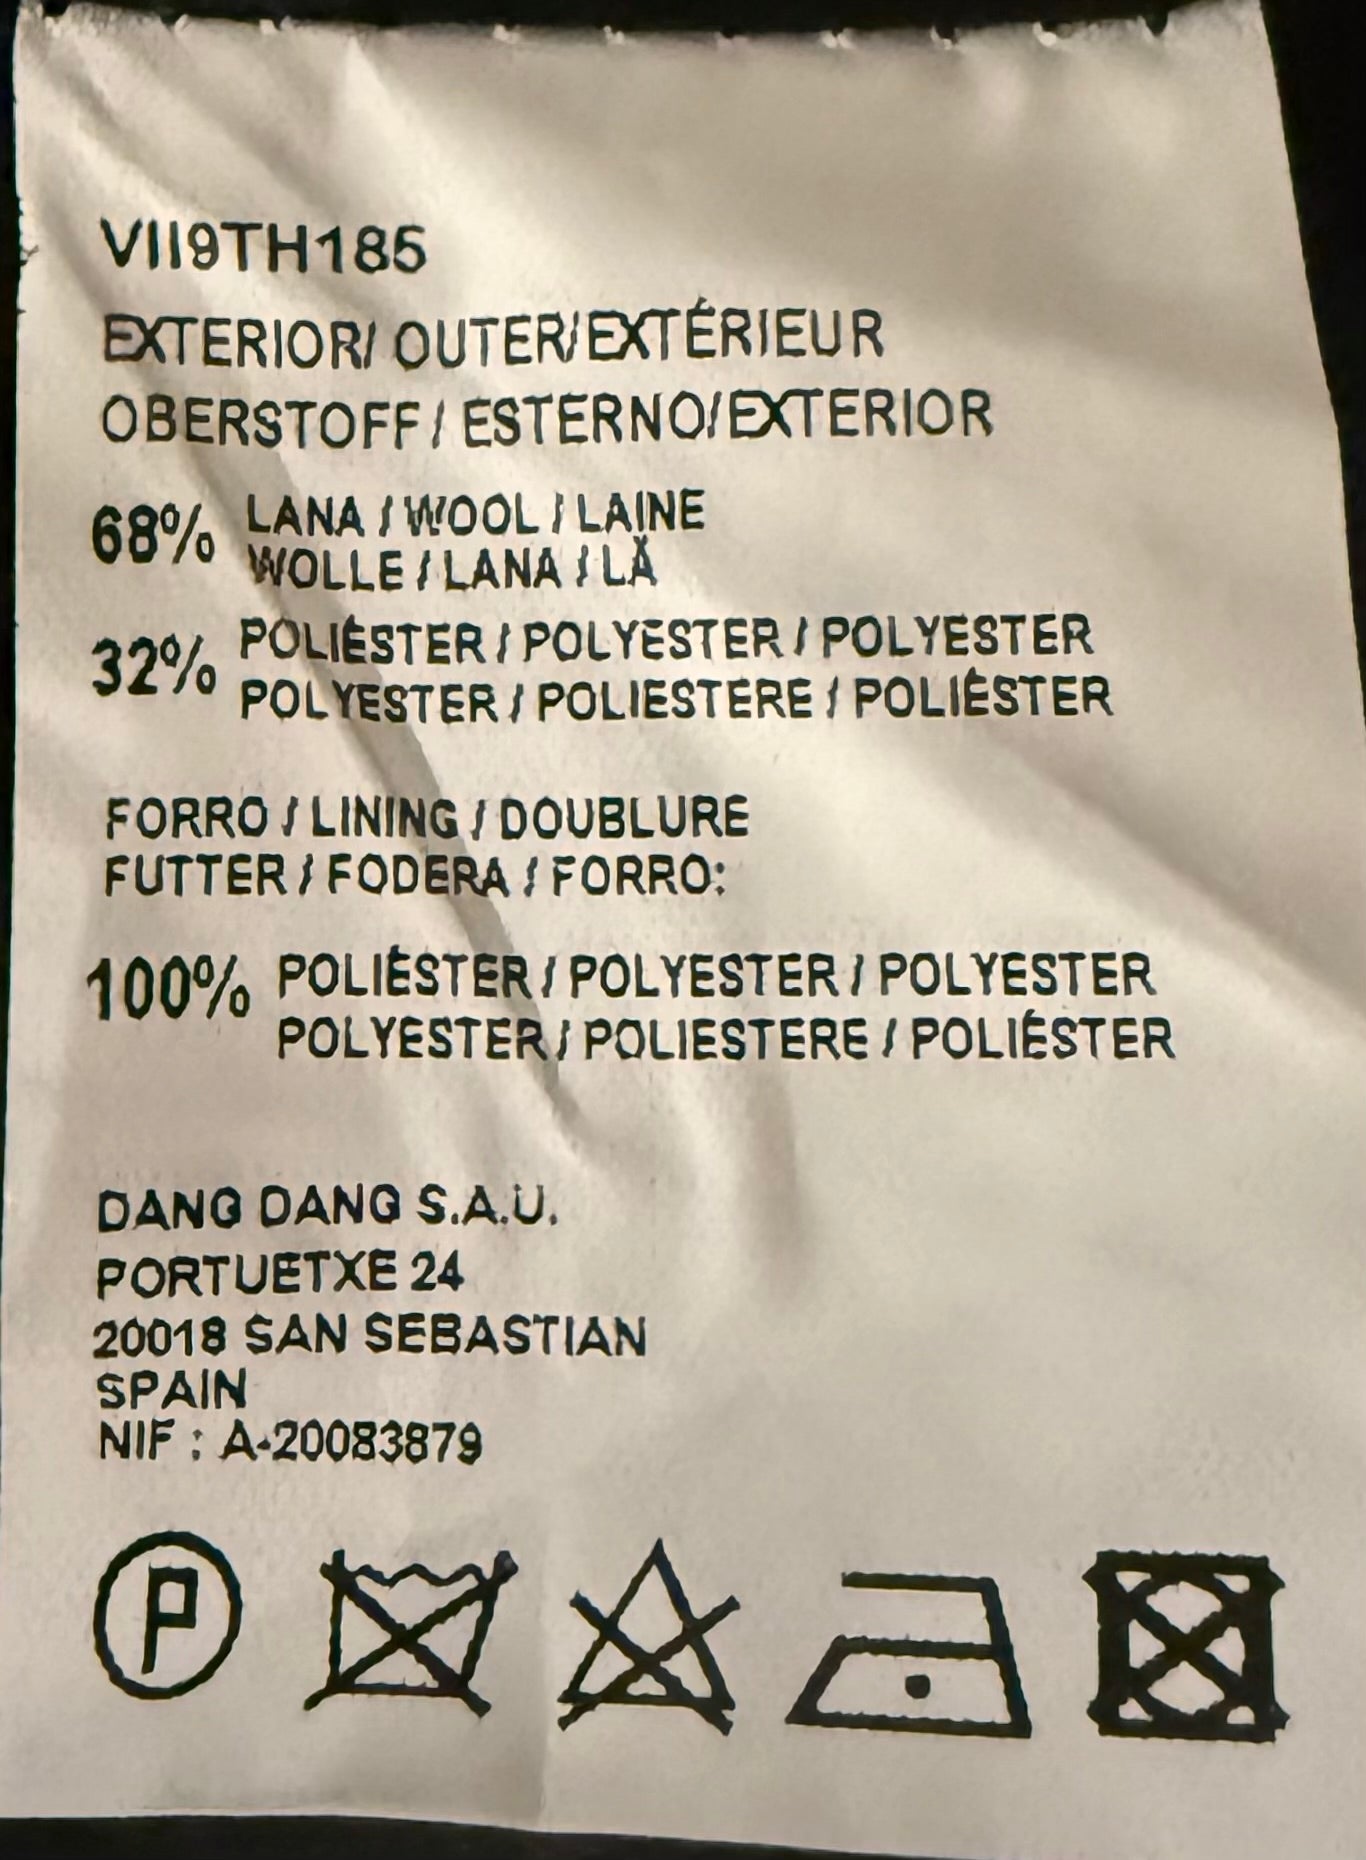 VII9TH185
EXTERIOR/ OUTER/EXTÉRIEUR
OBERSTOFF/ ESTERNO/EXTERIOR
68% LANA / WOOL / LAINE
WOLLE / LANA / LÃ
32% POLIÉSTER / POLYESTER / POLYESTER
POLYESTER / POLIESTERE / POLIÉSTER
FORRO / LINING / DOUBLURE
FUTTER / FODERA / FORRO:
100% POLIÉSTER / POLYESTER / POLYESTER
POLYESTER / POLIESTERE / POLIÉSTER
DANG DANG S.A.U.
PORTUETXE 24
20018 SAN SEBASTIAN
SPAIN
NIF : A-20083879
P